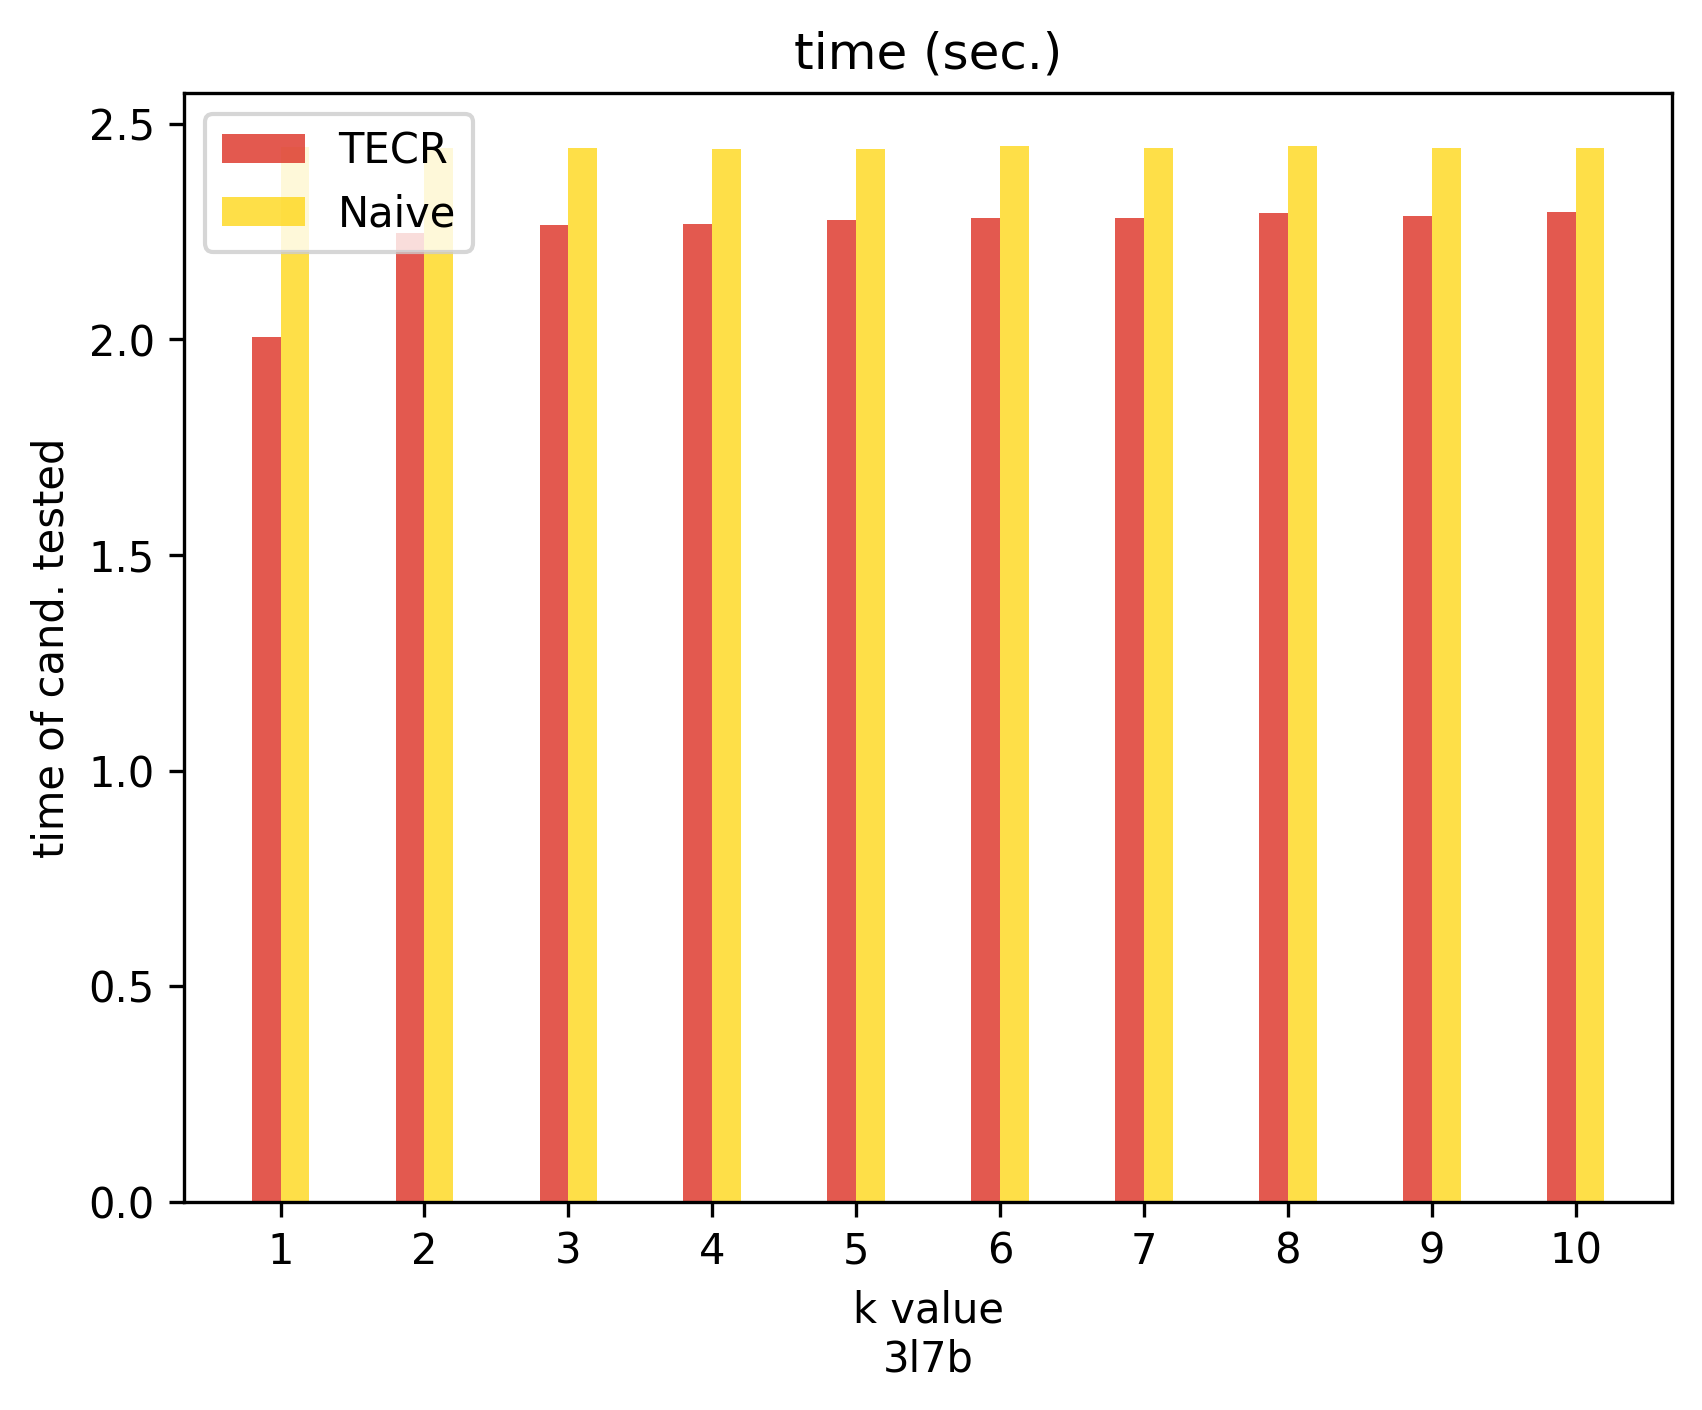 time (sec.)
TECR
Naive
2.5
2.0
1.5
1.0
0.5
0.0
time of cand. tested
1 2 3 4 5 6 7 8 9 10
k value
3l7b